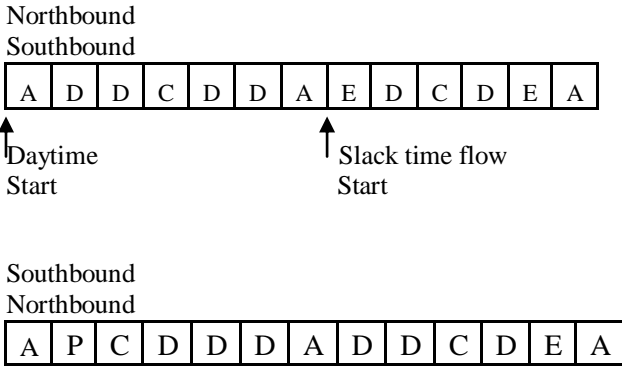 Northbound
Southbound
A D D C D D A E D C D E A
Daytime Slack time flow
Start Start
Southbound
Northbound
A P C D D D A D D C D E A